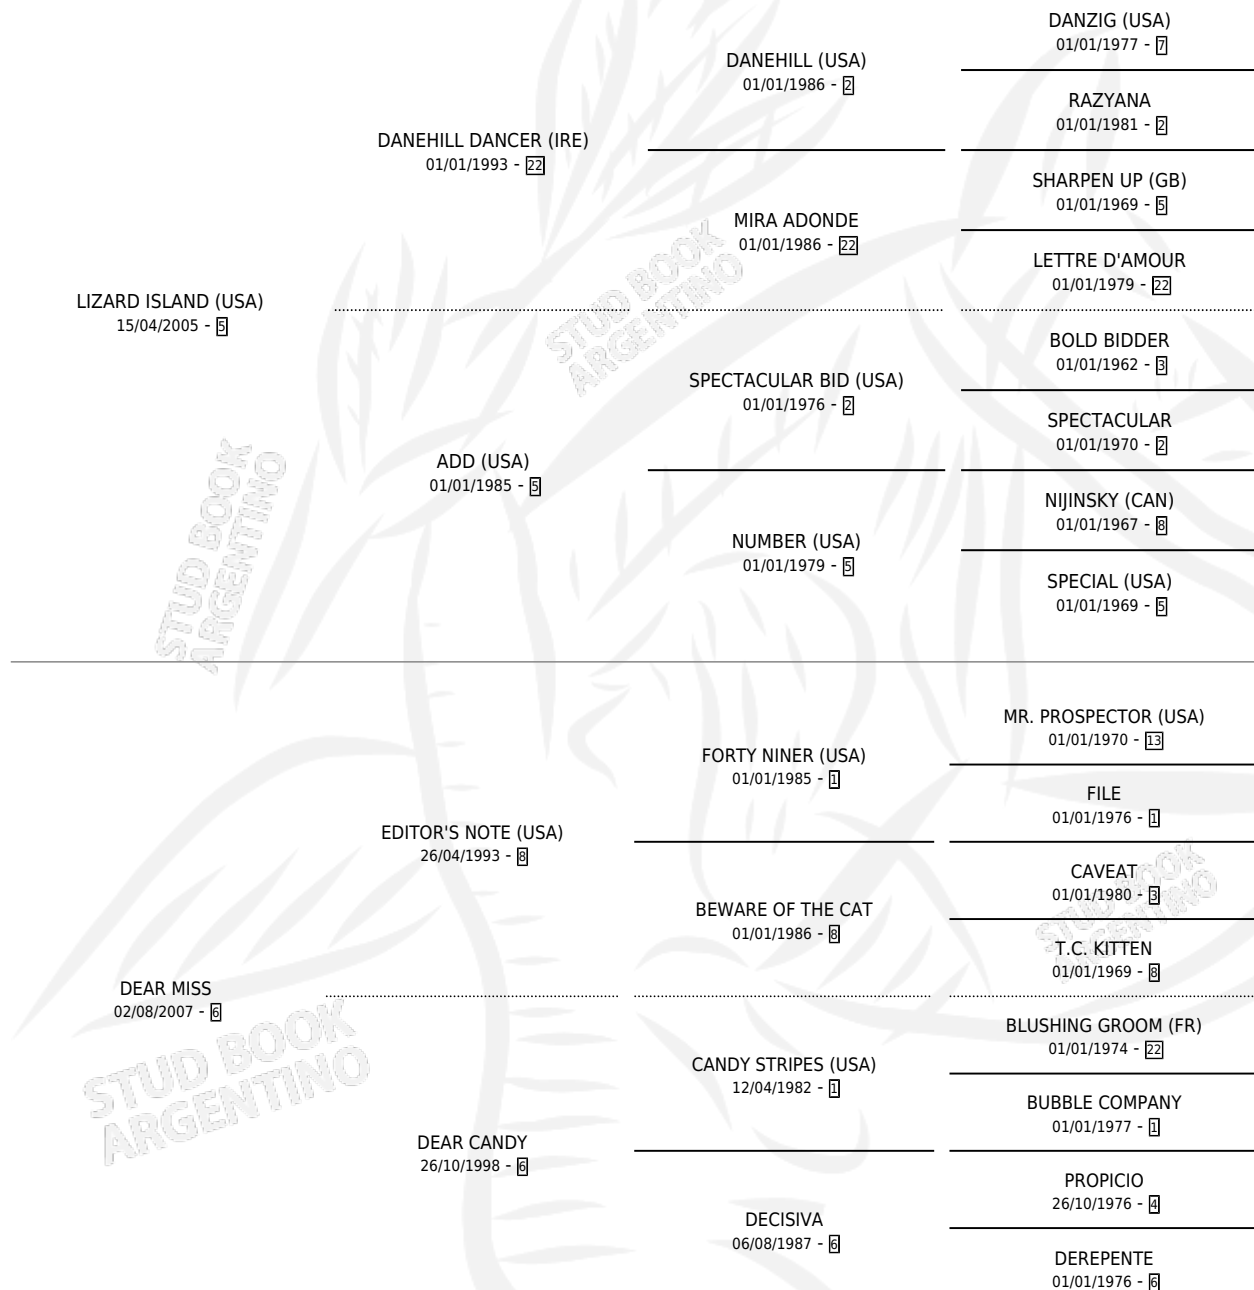 DANZIG (USA)
01/01/1977 - 7
DANEHILL (USA)
01/01/1986 - 2
RAZYANA
01/01/1981 - 2
DANEHILL DANCER (IRE)
01/01/1993 - 22
SHARPEN UP (GB)
01/01/1969 - 5
MIRA ADONDE
01/01/1986 - 22
LETTRE D'AMOUR
01/01/1979 - 22
LIZARD ISLAND (USA)
15/04/2005 - 5
BOLD BIDDER
01/01/1962 - 3
SPECTACULAR BID (USA)
01/01/1976 - 2
SPECTACULAR
01/01/1970 - 2
ADD (USA)
01/01/1985 - 5
NIJINSKY (CAN)
01/01/1967 - 8
NUMBER (USA)
01/01/1979 - 5
SPECIAL (USA)
01/01/1969 - 5
MR. PROSPECTOR (USA)
01/01/1970 - 13
FORTY NINER (USA)
01/01/1985 - 1
FILE
01/01/1976 - 1
EDITOR'S NOTE (USA)
26/04/1993 - 8
CAVEAT
01/01/1980 - 3
BEWARE OF THE CAT
01/01/1986 - 8
T.C. KITTEN
01/01/1969 - 8
DEAR MISS
02/08/2007 - 6
BLUSHING GROOM (FR)
01/01/1974 - 22
CANDY STRIPES (USA)
12/04/1982 - 1
BUBBLE COMPANY
01/01/1977 - 1
DEAR CANDY
26/10/1998 - 6
PROPICIO
26/10/1976 - 4
DECISIVA
06/08/1987 - 6
DEREPENTE
01/01/1976 - 6
STUD BOOK
ARGENTINO
STUD BOOK
ARGENTINO
STUD BOOK
ARGENTINO
STUD BOOK
ARGENTINO